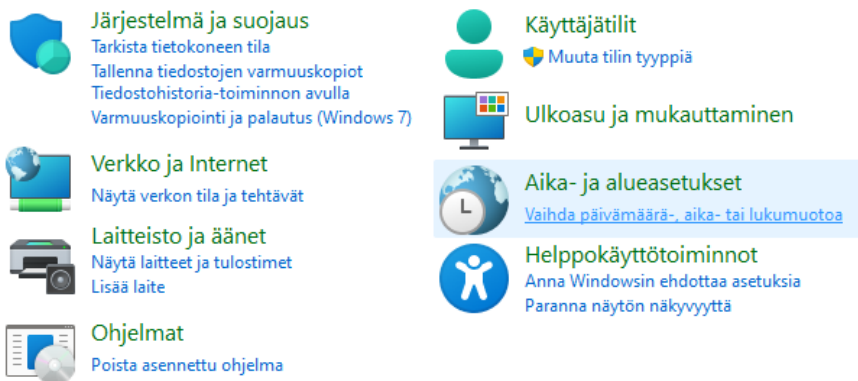 Järjestelmä ja suojaus
Tarkista tietokoneen tila
Tallenna tiedostojen varmuuskopiot
Tiedostohistoria-toiminnon avulla
Varmuuskopiointi ja palautus (Windows 7)
Verkko ja Internet
Näytä verkon tila ja tehtävät
Laitteisto ja äänet
Näytä laitteet ja tulostimet
Lisää laite
Ohjelmat
Poista asennettu ohjelma
Käyttäjätilit
Muuta tilin tyyppiä
Ulkoasu ja mukauttaminen
Aika- ja alueasetukset
Vaihda päivämäärä-, aika- tai lukumuotoa
Helppokäyttötoiminnot
Anna Windowsin ehdottaa asetuksia
Paranna näytön näkyvyyttä